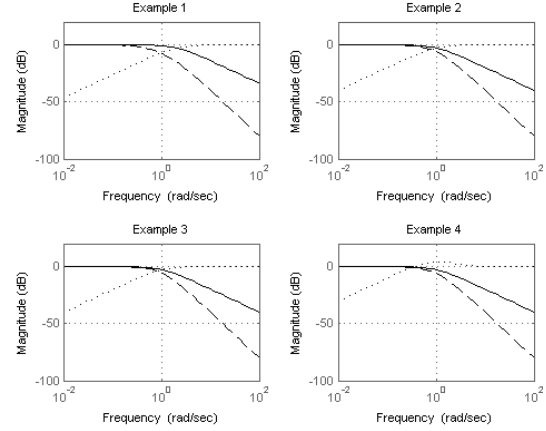 Example 1
Magnitude (dB)
0
-50
-100
10^-2
10^0
10^2
Frequency (rad/sec)
Example 2
Magnitude (dB)
0
-50
-100
10^-2
10^0
10^2
Frequency (rad/sec)
Example 3
Magnitude (dB)
0
-50
-100
10^-2
10^0
10^2
Frequency (rad/sec)
Example 4
Magnitude (dB)
0
-50
-100
10^-2
10^0
10^2
Frequency (rad/sec)